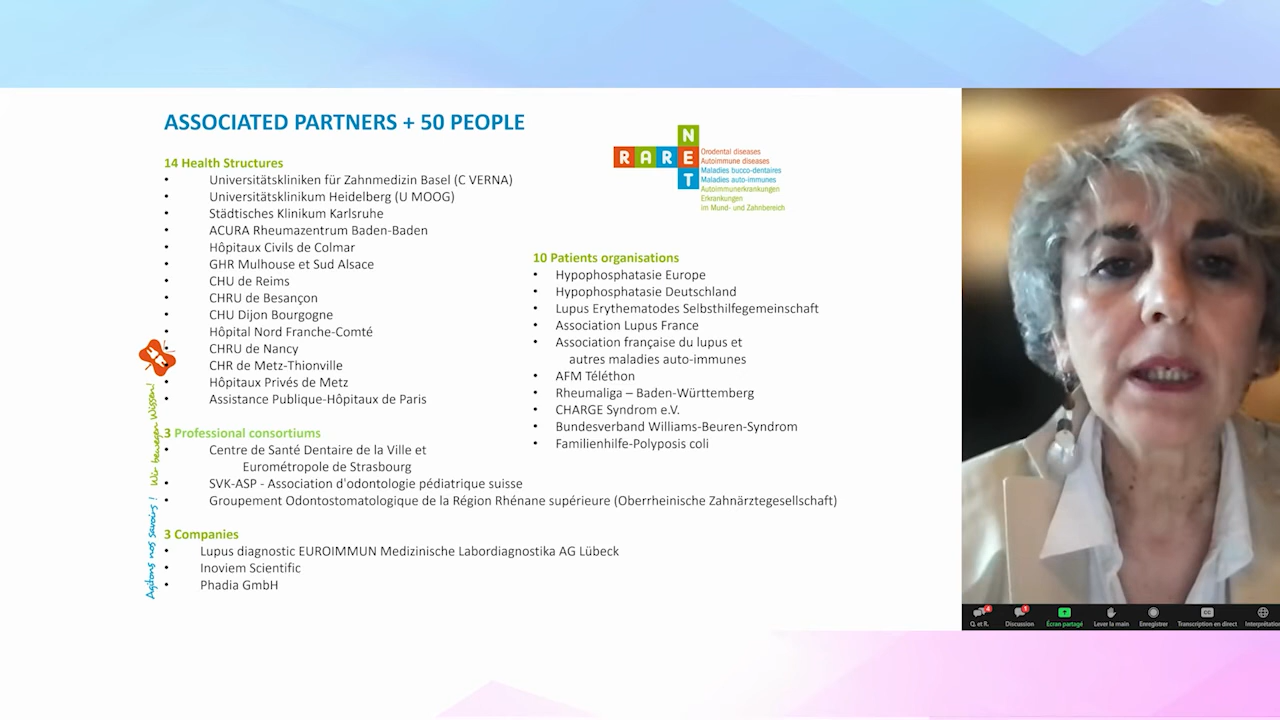 ASSOCIATED PARTNERS + 50 PEOPLE
14 Health Structures
• Universitätskliniken für Zahnmedizin Basel (C VERNA)
• Universitätsklinikum Heidelberg (U MOOG)
• Städtisches Klinikum Karlsruhe
• ACURA Rheumazentrum Baden-Baden
• Hôpitaux Civils de Colmar
• GHR Mulhouse et Sud Alsace
• CHU de Reims
• CHRU de Besançon
• CHU Dijon Bourgogne
• Hôpital Nord Franche-Comté
• CHRU de Nancy
• CHR de Metz-Thionville
• Hôpitaux Privés de Metz
• Assistance Publique-Hôpitaux de Paris
3 Professional consortiums
• Centre de Santé Dentaire de la Ville et
Eurométropole de Strasbourg
• SVK-ASP - Association d'odontologie pédiatrique suisse
• Groupement Odontostomatologique de la Région Rhénane supérieure (Oberrheinische Zahnärztegesellschaft)
3 Companies
• Lupus diagnostic EUROIMMUN Medizinische Labordiagnostika AG Lübeck
• Inoviem Scientific
• Phadia GmbH
Agitons nos savoirs ! Wir bewegen Wissen!
RARE
NET
Orodental diseases
Autoimmune diseases
Maladies bucco-dentaires
Maladies auto-immunes
Autoimmunerkrankungen
Erkrankungen
im Mund- und Zahnbereich
10 Patients organisations
• Hypophosphatasie Europe
• Hypophosphatasie Deutschland
• Lupus Erythematodes Selbsthilfegemeinschaft
• Association Lupus France
• Association française du lupus et
autres maladies auto-immunes
• AFM Téléthon
• Rheumaliga – Baden-Württemberg
• CHARGE Syndrom e.V.
• Bundesverband Williams-Beuren-Syndrom
• Familienhilfe-Polyposis coli
4 1 CC
Q. et R. Discussion Écran partagé Lever la main Enregistrer Transcription en direct Interprétation